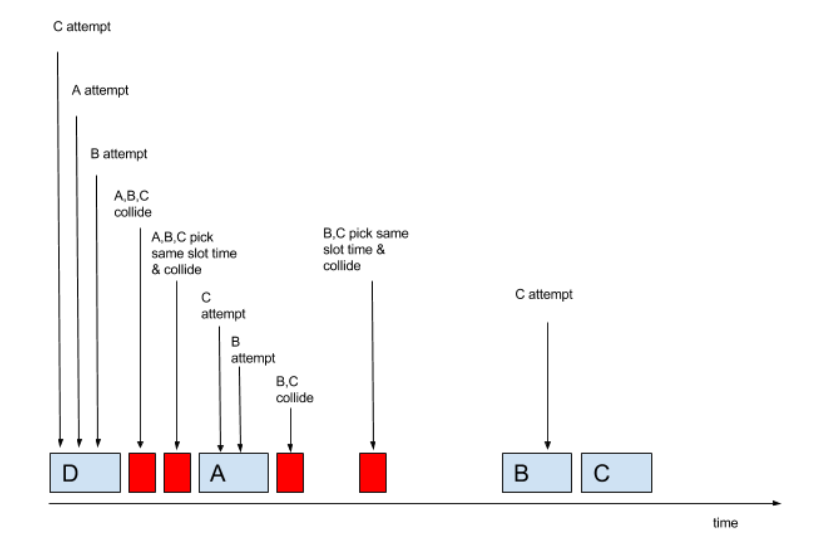 C attempt
A attempt
B attempt
A,B,C
collide
A,B,C pick
same slot time
& collide
B,C pick same
slot time &
collide
C
attempt
C attempt
B
attempt
B,C
collide
D
A
B
C
time